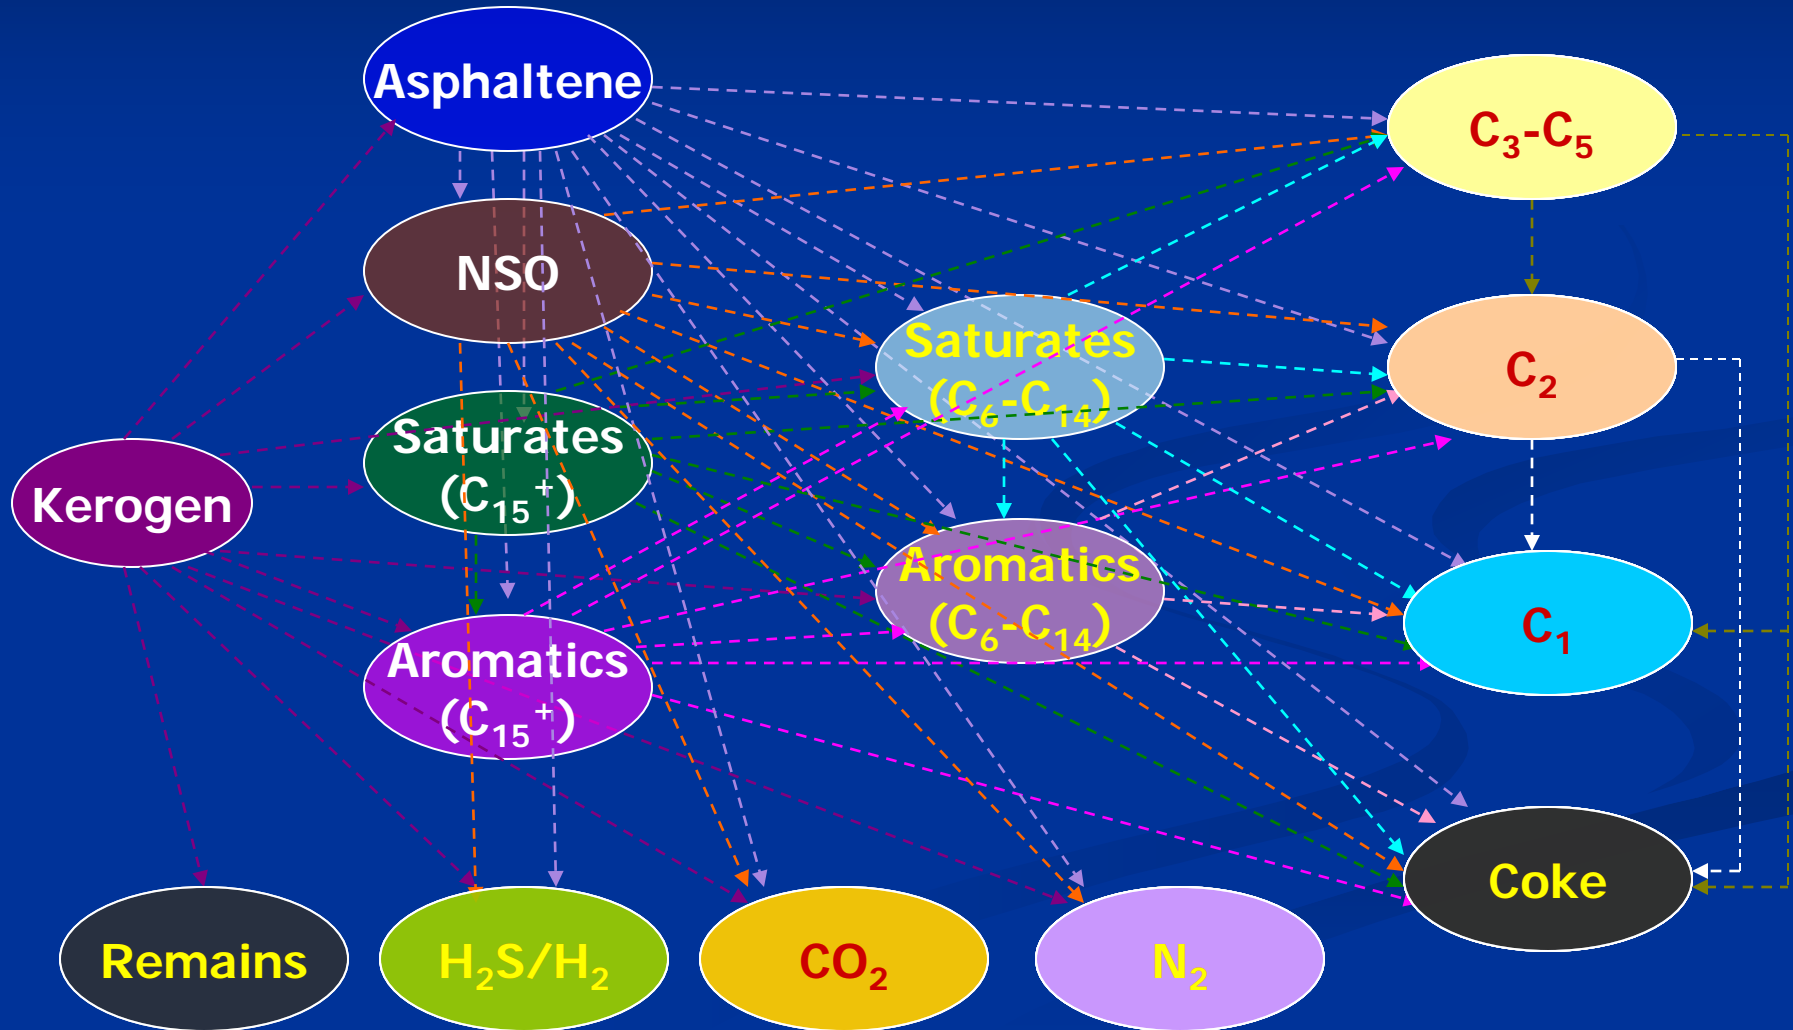 Asphaltene
C₃-C₅
NSO
Saturates
(C₆-C₁₄)
C₂
Saturates
(C₁₅⁺)
Kerogen
Aromatics
(C₆-C₁₄)
C₁
Aromatics
(C₁₅⁺)
Coke
Remains
H₂S/H₂
CO₂
N₂